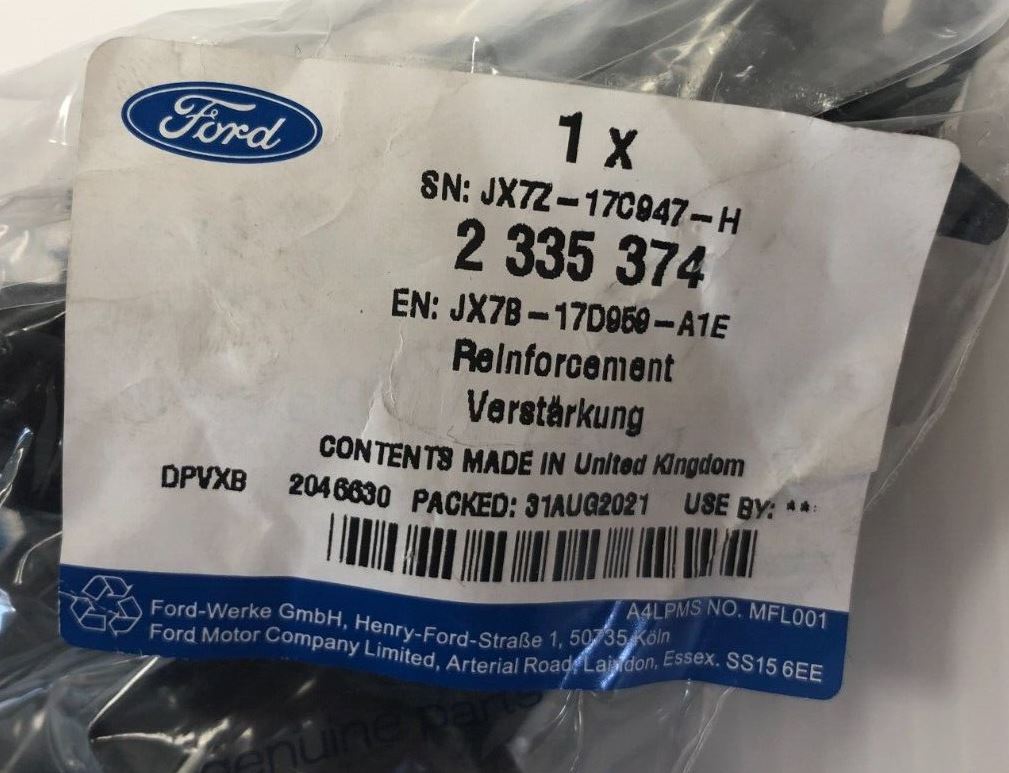 Ford
1 x
SN: JX7Z-17C947-H
2 335 374
EN: JX7B-17D959-A1E
Reinforcement
Verstärkung
CONTENTS MADE IN United Kingdom
DPVXB 2046630 PACKED: 31AUG2021 USE BY: **
A4LPMS NO. MFL001
Ford-Werke GmbH, Henry-Ford-Straße 1, 50735 Köln
Ford Motor Company Limited, Arterial Road, Laindon, Essex. SS15 6EE
genuine parts